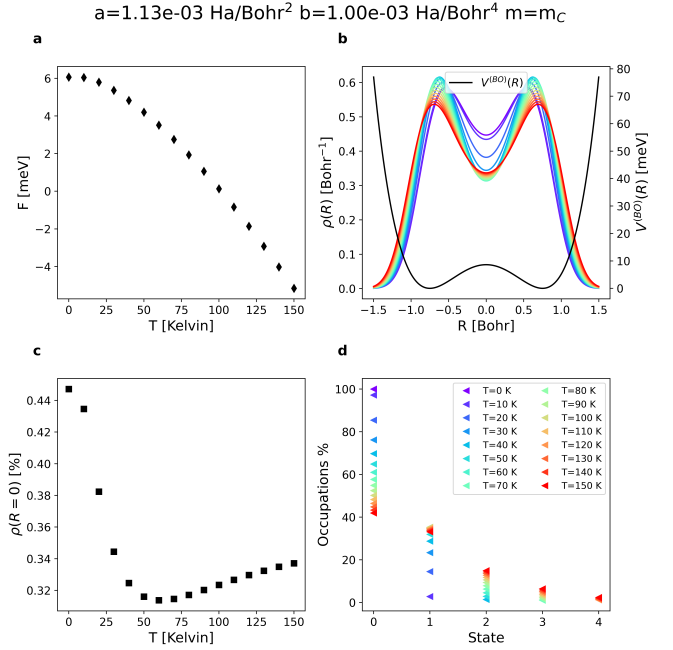 a=1.13e-03 Ha/Bohr² b=1.00e-03 Ha/Bohr⁴ m=m_C
a
6
4
2
0
−2
−4
F [meV]
0 25 50 75 100 125 150
T [Kelvin]
b
V^(BO)(R)
0.6
0.5
0.4
0.3
0.2
0.1
0.0
ρ(R) [Bohr⁻¹]
80
70
60
50
40
30
20
10
0
V^(BO)(R) [meV]
−1.5 −1.0 −0.5 0.0 0.5 1.0 1.5
R [Bohr]
c
0.44
0.42
0.40
0.38
0.36
0.34
0.32
ρ(R = 0) [%]
0 25 50 75 100 125 150
T [Kelvin]
d
100
80
60
40
20
0
Occupations %
T=0 K T=80 K
T=10 K T=90 K
T=20 K T=100 K
T=30 K T=110 K
T=40 K T=120 K
T=50 K T=130 K
T=60 K T=140 K
T=70 K T=150 K
0 1 2 3 4
State